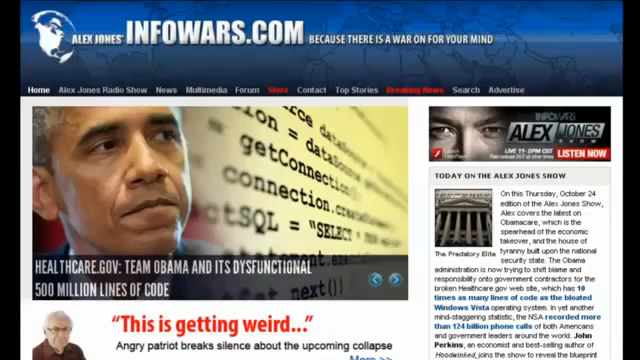 ALEX JONES' INFOWARS.COM BECAUSE THERE IS A WAR ON FOR YOUR MIND
Home Alex Jones Radio Show News Multimedia Forum Store Contact Top Stories Breaking News Search Advertise
= dataSource
getConnection()
connection.create
ctSQL = "SELECT
next()
HEALTHCARE.GOV: TEAM OBAMA AND ITS DYSFUNCTIONAL
500 MILLION LINES OF CODE
"This is getting weird..."
Angry patriot breaks silence about the upcoming collapse
More >>
INFOWARS
ALEX JONES
SHOW
LIVE 11-2PM CST
LISTEN NOW
TODAY ON THE ALEX JONES SHOW
The Predatory Elite
On this Thursday, October 24
edition of the Alex Jones Show,
Alex covers the latest on
Obamacare, which is the
spearhead of the economic
takeover, and the house of
tyranny built upon the national
security state. The Obama
administration is now trying to shift blame and
responsibility onto government contractors for the
broken Healthcare.gov web site, which has 10
times as many lines of code as the bloated
Windows Vista operating system. In yet another
mind-staggering statistic, the NSA recorded more
than 124 billion phone calls of both Americans
and government leaders around the world. John
Perkins, an economist and best-selling author of
Hoodwinked, joins the show to reveal the blueprint